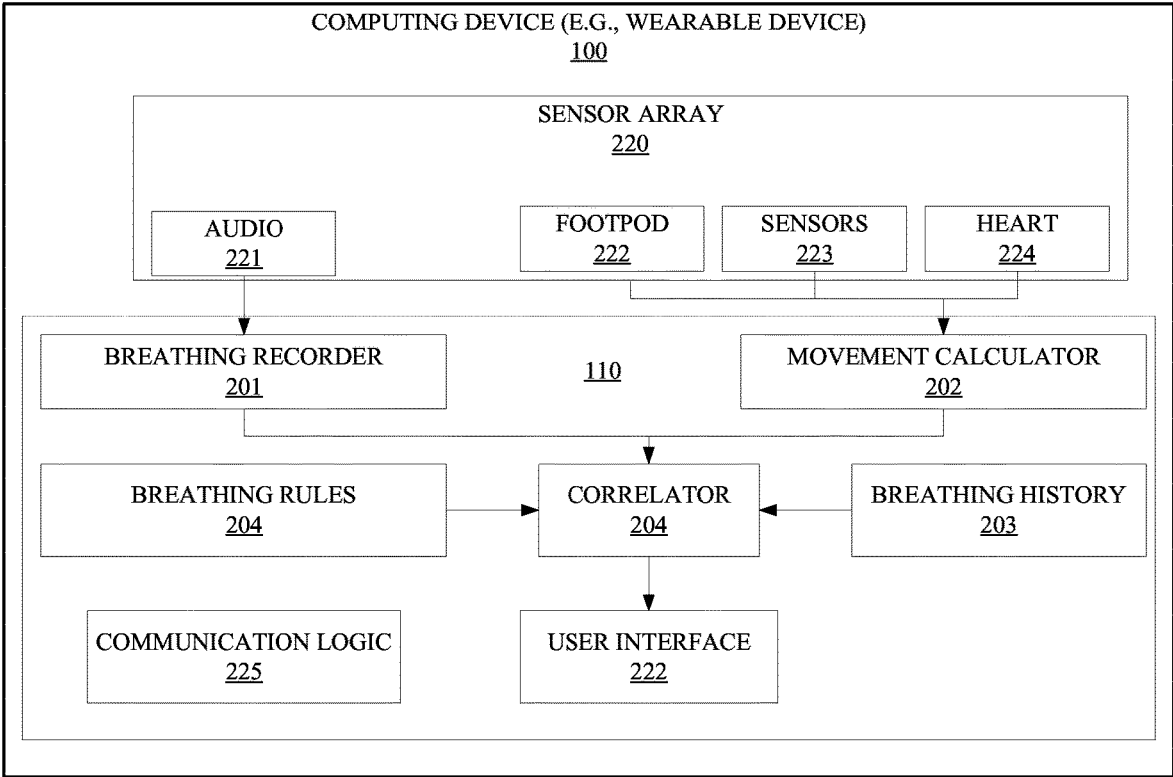 COMPUTING DEVICE (E.G., WEARABLE DEVICE)
100
SENSOR ARRAY
220
AUDIO
221
FOOTPOD
222
SENSORS
223
HEART
224
BREATHING RECORDER
201
110
MOVEMENT CALCULATOR
202
BREATHING RULES
204
CORRELATOR
204
BREATHING HISTORY
203
COMMUNICATION LOGIC
225
USER INTERFACE
222